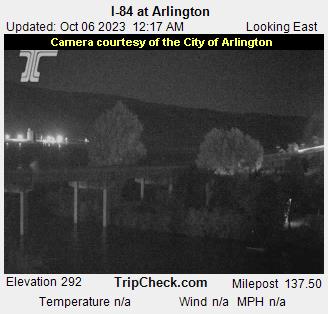 I-84 at Arlington
Updated: Oct 06 2023 12:17 AM Looking East
Camera courtesy of the City of Arlington
Elevation 292 TripCheck.com Milepost 137.50
Temperature n/a Wind n/a MPH n/a